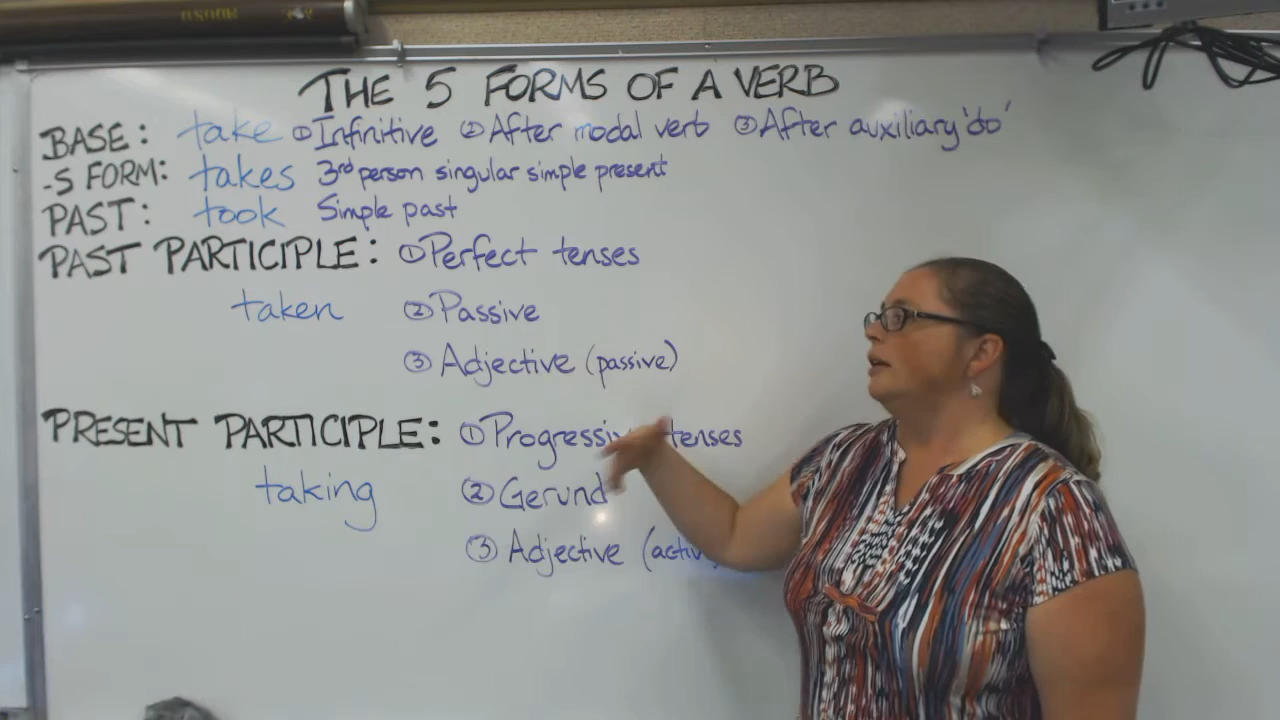 THE 5 FORMS OF A VERB
BASE: take ① Infinitive ② After modal verb ③ After auxiliary 'do'
-S FORM: takes 3rd person singular simple present
PAST: took Simple past
PAST PARTICIPLE: ① Perfect tenses
taken ② Passive
③ Adjective (passive)
PRESENT PARTICIPLE: ① Progressiv tenses
taking ② Gerund
③ Adjective (activ